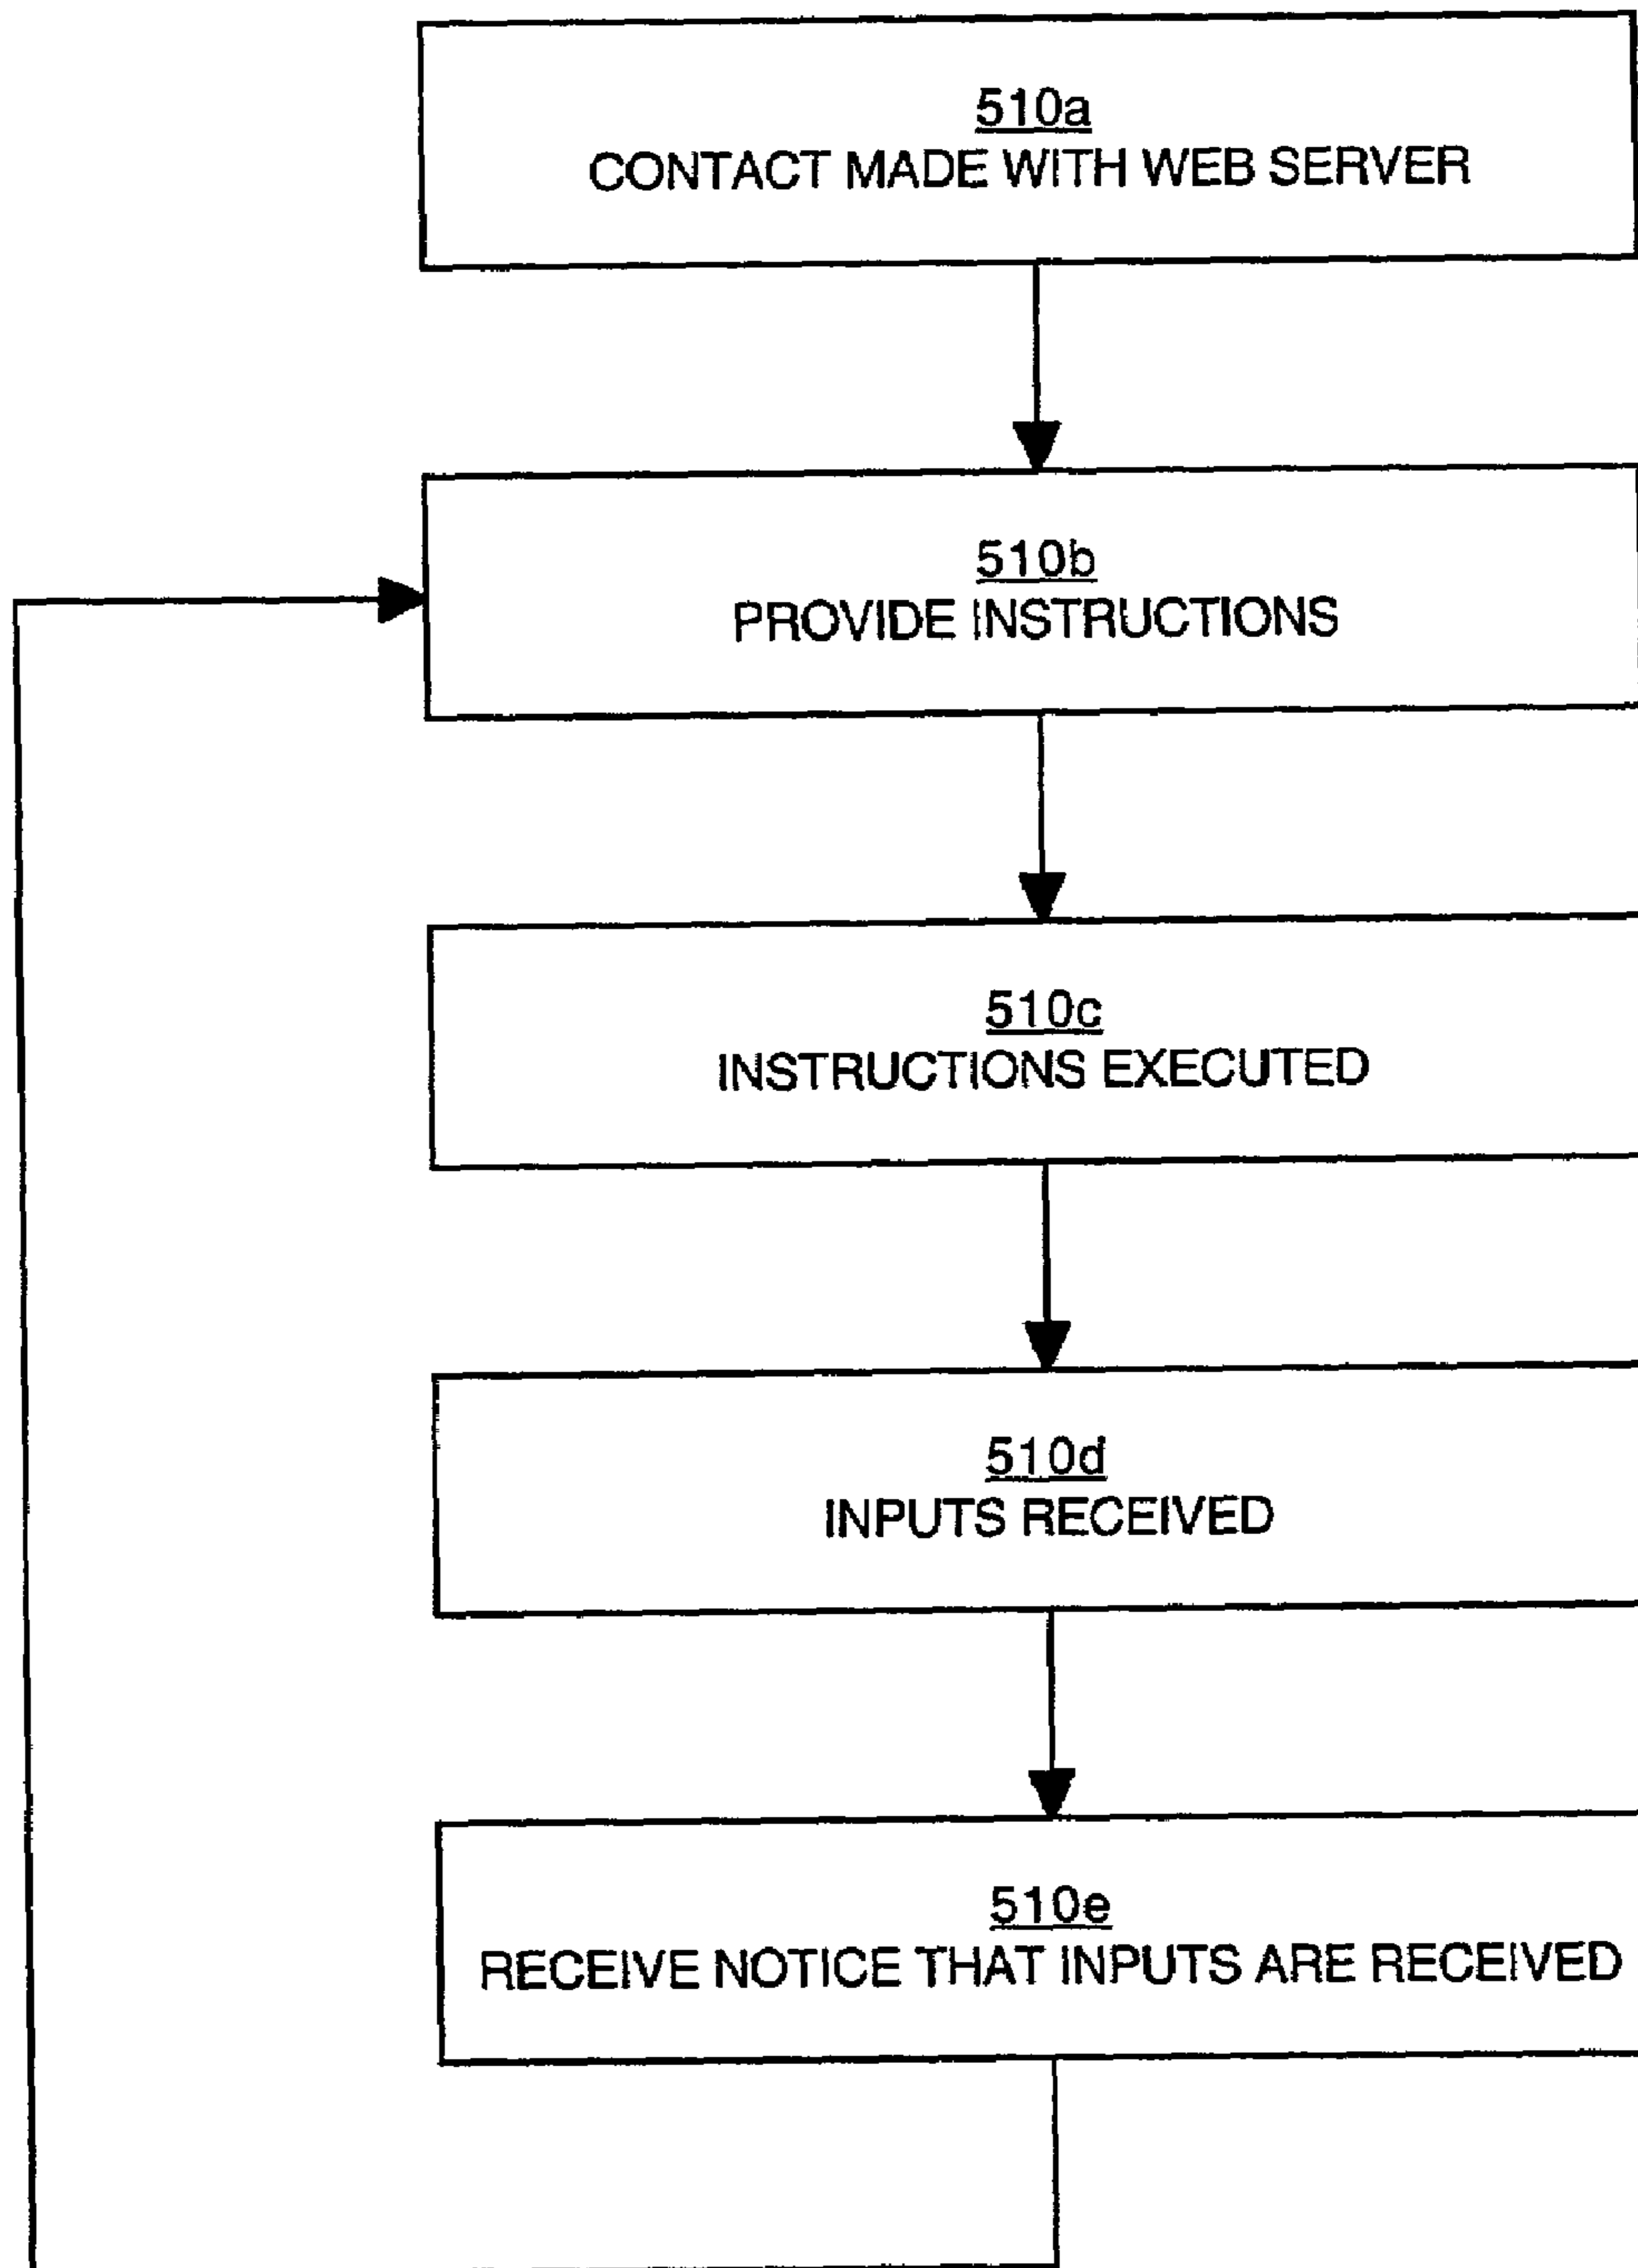 510a
CONTACT MADE WITH WEB SERVER
510b
PROVIDE INSTRUCTIONS
510c
INSTRUCTIONS EXECUTED
510d
INPUTS RECEIVED
510e
RECEIVE NOTICE THAT INPUTS ARE RECEIVED